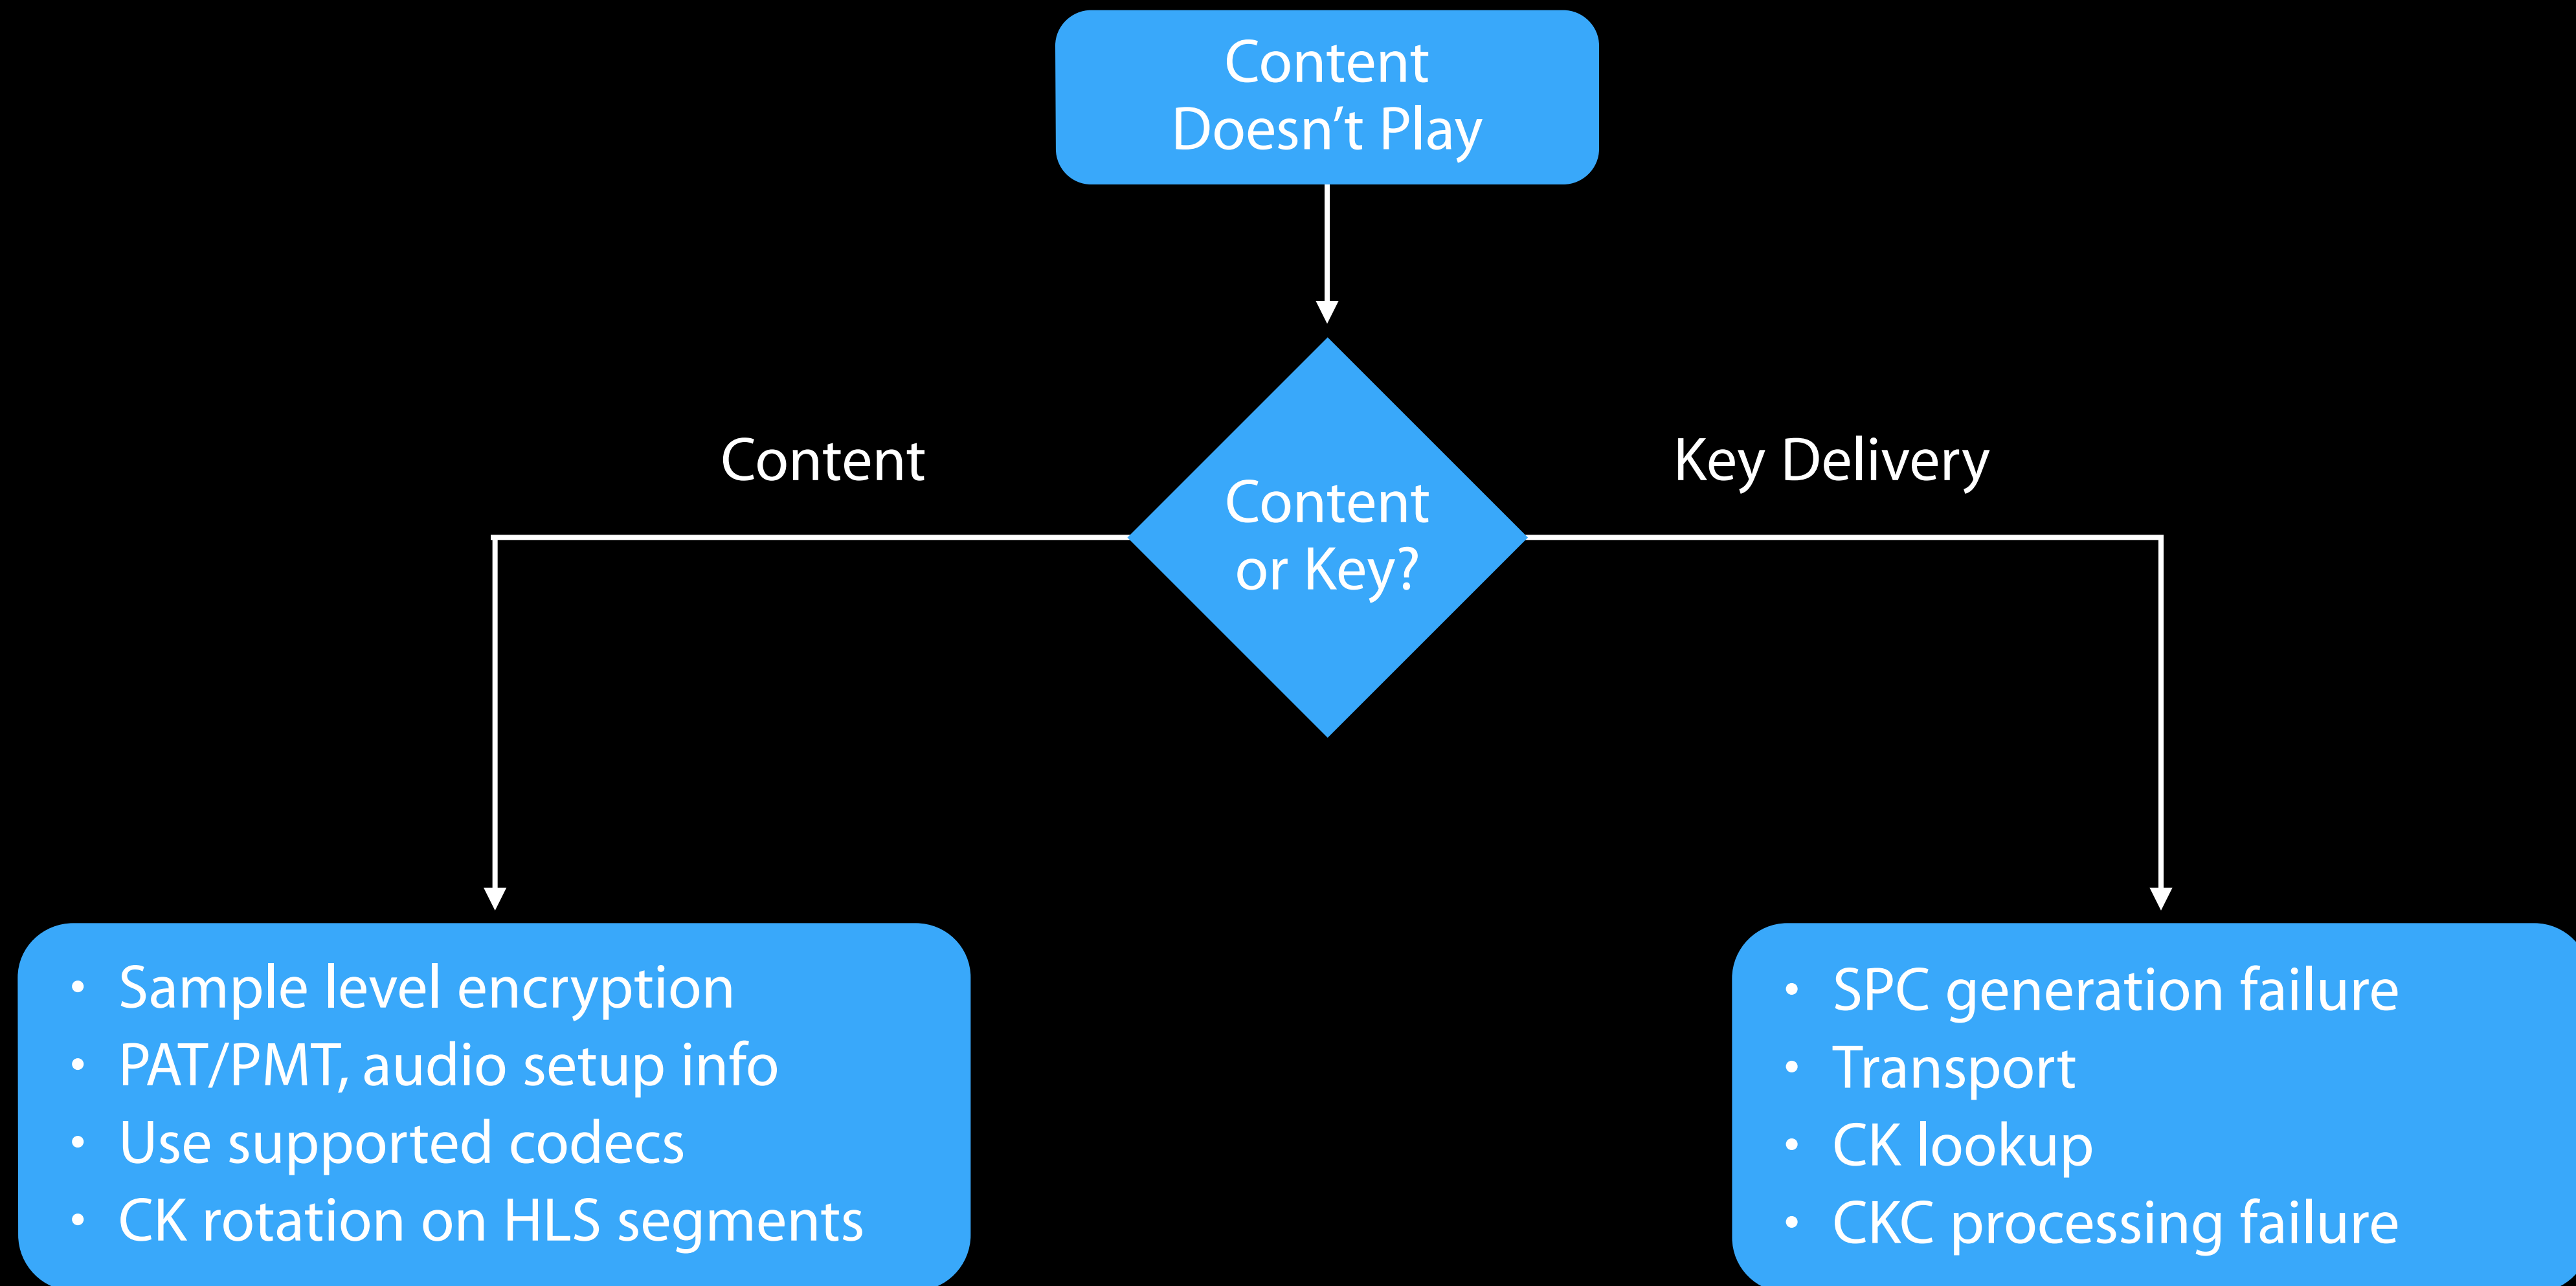 Content
Doesn’t Play
Content
Key Delivery
Content
or Key?
• Sample level encryption
• PAT/PMT, audio setup info
• Use supported codecs
• CK rotation on HLS segments
• SPC generation failure
• Transport
• CK lookup
• CKC processing failure